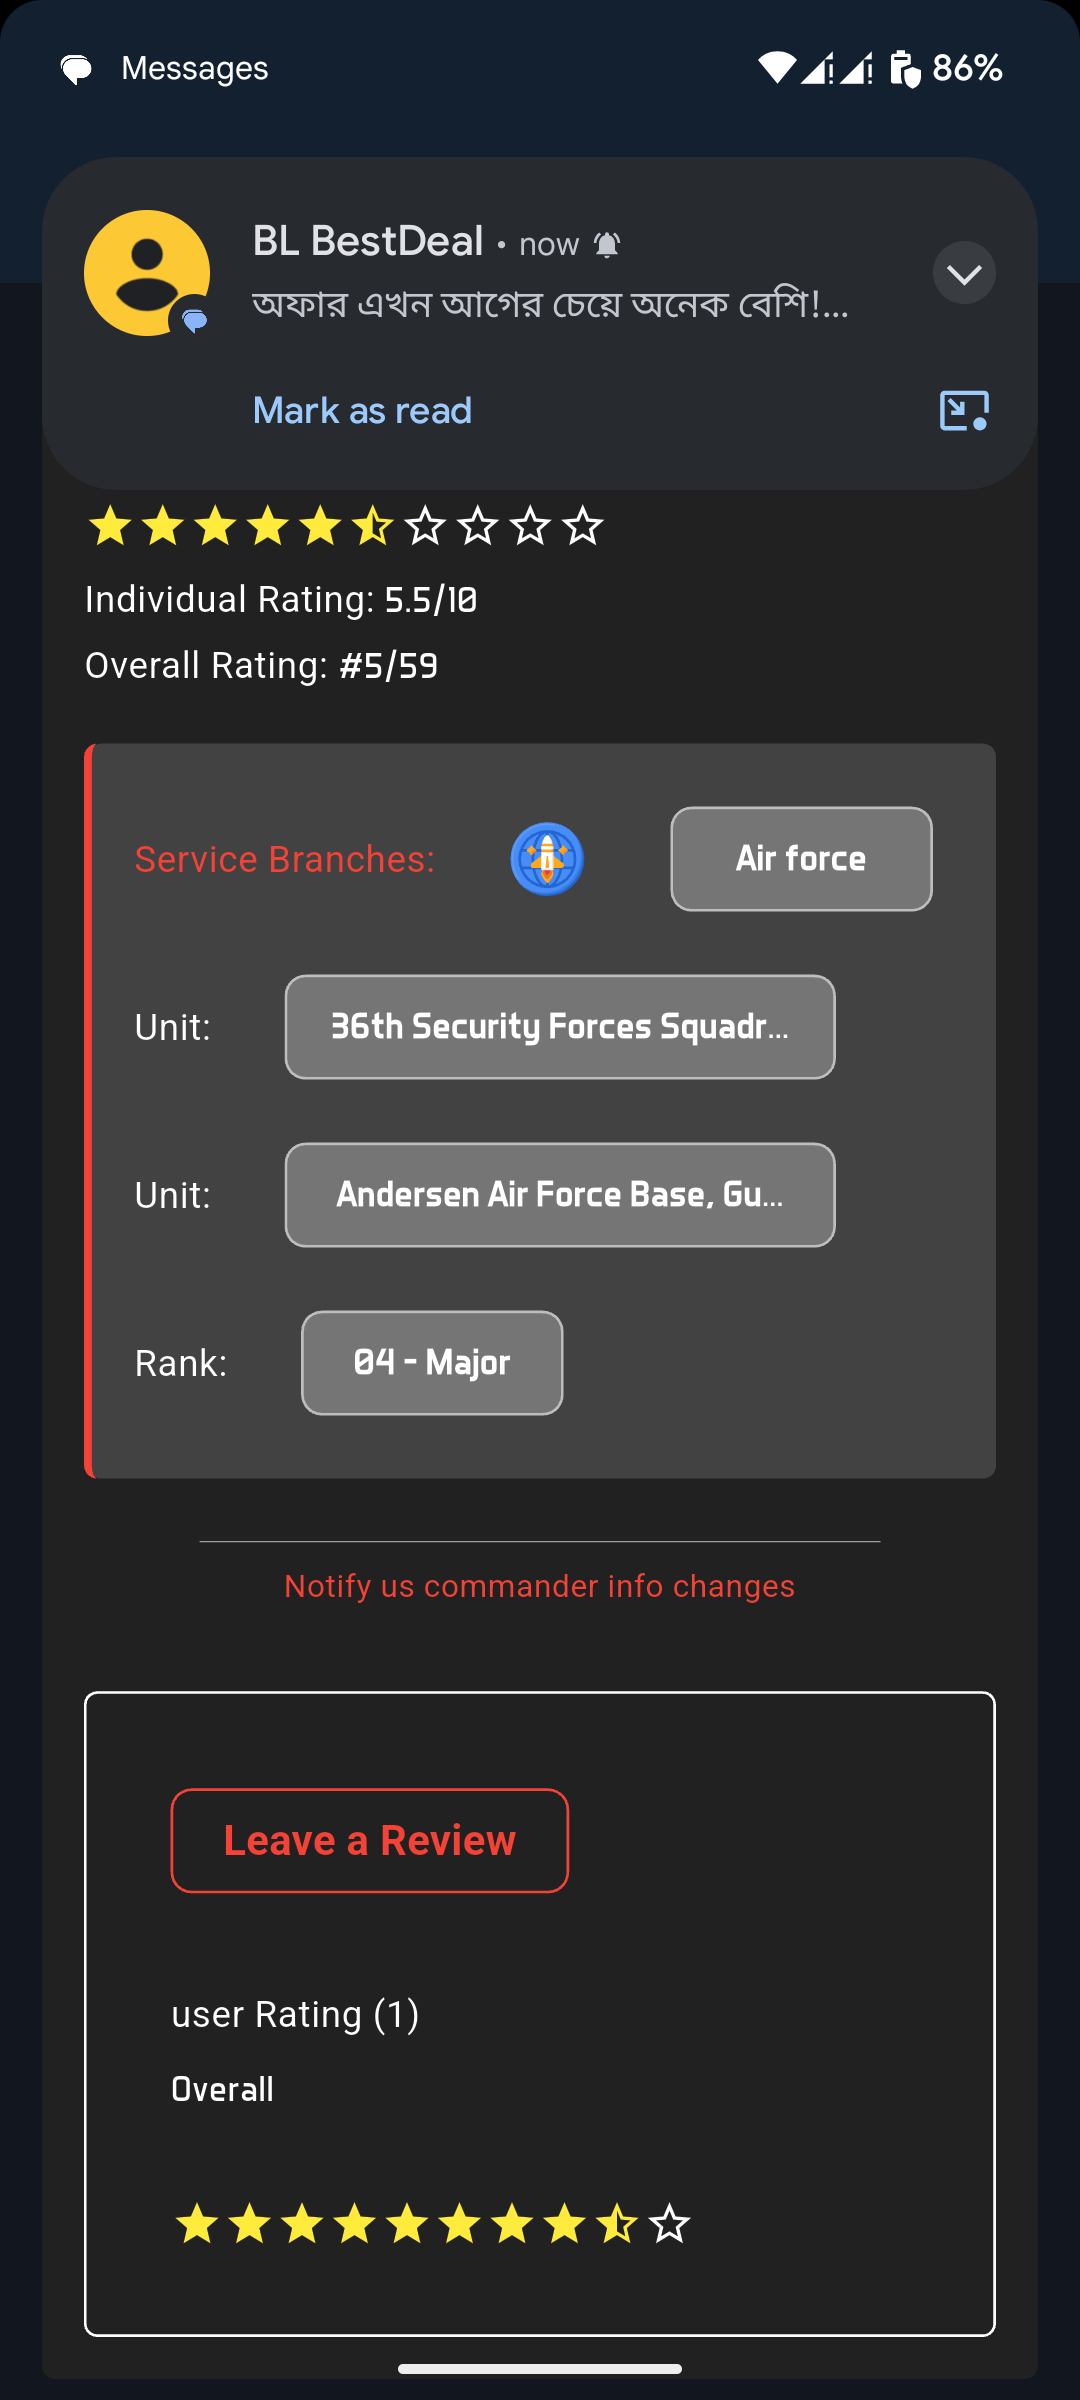 Messages 86%
BL BestDeal • now
অফার এখন আগের চেয়ে অনেক বেশি!...
Mark as read
Individual Rating: 5.5/10
Overall Rating: #5/59
Service Branches: Air force
Unit: 36th Security Forces Squadr...
Unit: Andersen Air Force Base, Gu...
Rank: 04 - Major
Notify us commander info changes
Leave a Review
user Rating (1)
Overall